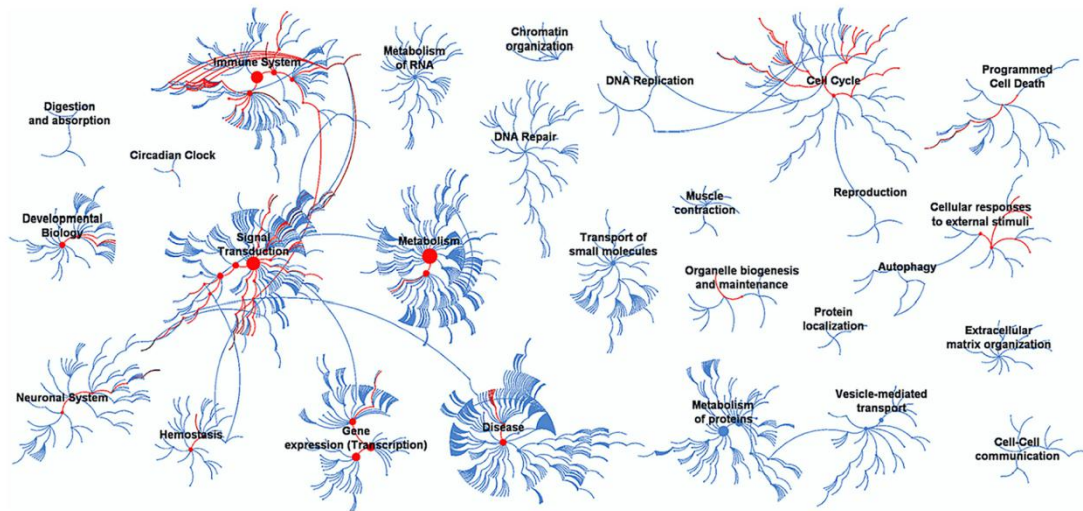 Immune System
Metabolism
of RNA
Chromatin
organization
DNA Replication
Cell Cycle
Programmed
Cell Death
Digestion
and absorption
Circadian Clock
DNA Repair
Developmental
Biology
Signal
Transduction
Metabolism
Transport of
small molecules
Muscle
contraction
Reproduction
Cellular responses
to external stimuli
Organelle biogenesis
and maintenance
Autophagy
Protein
localization
Extracellular
matrix organization
Neuronal System
Hemostasis
Gene
expression (Transcription)
Disease
Metabolism
of proteins
Vesicle-mediated
transport
Cell-Cell
communication